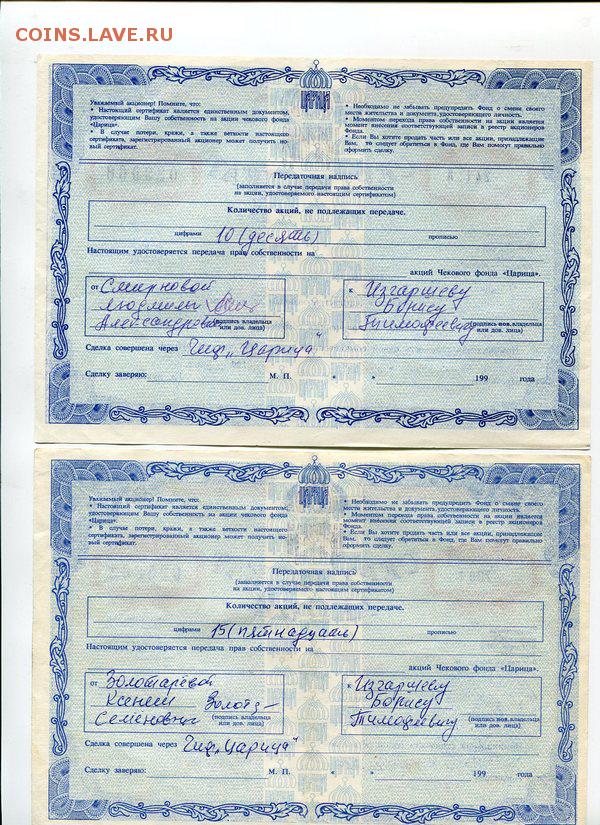 COINS.LAVE.RU
ЦАРИЦА
Уважаемый акционер! Помните, что:
• Настоящий сертификат является единственным документом,
удостоверяющим Вашу собственность на акции чекового фонда
«Царица».
• В случае потери, кражи, а также ветхости настоящего
сертификата, зарегистрированный акционер может получить но-
вый сертификат.
• Необходимо не забывать предупредить Фонд о смене своего
места жительства и документа, удостоверяющего личность.
• Моментом перехода права собственности на акции является
момент внесения соответствующей записи в реестр акционеров
Фонда.
• Если Вы хотите продать часть или все акции, принадлежащие
Вам, то следует обратиться в Фонд, где Вам помогут правильно
оформить сделку.
Передаточная надпись
(заполняется в случае передачи права собственности
на акции, удостоверяемого настоящим сертификатом)
Количество акций, не подлежащих передаче.
цифрами 10 (десять) прописью
Настоящим удостоверяется передача прав собственности на
акций Чекового фонда «Царица».
от Смирновой
Людмилы
Александровны
(подпись владельца
или дов. лица)
к Изгаршеву
Борису
Тимофеевичу
(подпись нов. владельца
или дов. лица)
Сделка совершена через Чиф „Царица"
Сделку заверяю: М. П. « » 199 года
ЦАРИЦА
Уважаемый акционер! Помните, что:
• Настоящий сертификат является единственным документом,
удостоверяющим Вашу собственность на акции чекового фонда
«Царица».
• В случае потери, кражи, а также ветхости настоящего
сертификата, зарегистрированный акционер может получить но-
вый сертификат.
• Необходимо не забывать предупредить Фонд о смене своего
места жительства и документа, удостоверяющего личность.
• Моментом перехода права собственности на акции является
момент внесения соответствующей записи в реестр акционеров
Фонда.
• Если Вы хотите продать часть или все акции, принадлежащие
Вам, то следует обратиться в Фонд, где Вам помогут правильно
оформить сделку.
Передаточная надпись
(заполняется в случае передачи права собственности
на акции, удостоверяемого настоящим сертификатом)
Количество акций, не подлежащих передаче.
цифрами 15 (пятнадцать) прописью
Настоящим удостоверяется передача прав собственности на
акций Чекового фонда «Царица».
от Золотаревой
Ксении Золота-
Семеновны
(подпись владельца
или дов. лица)
к Изгаршеву
Борису
Тимофеевичу
(подпись нов. владельца
или дов. лица)
Сделка совершена через Чиф „Царица"
Сделку заверяю: М. П. « » 199 года